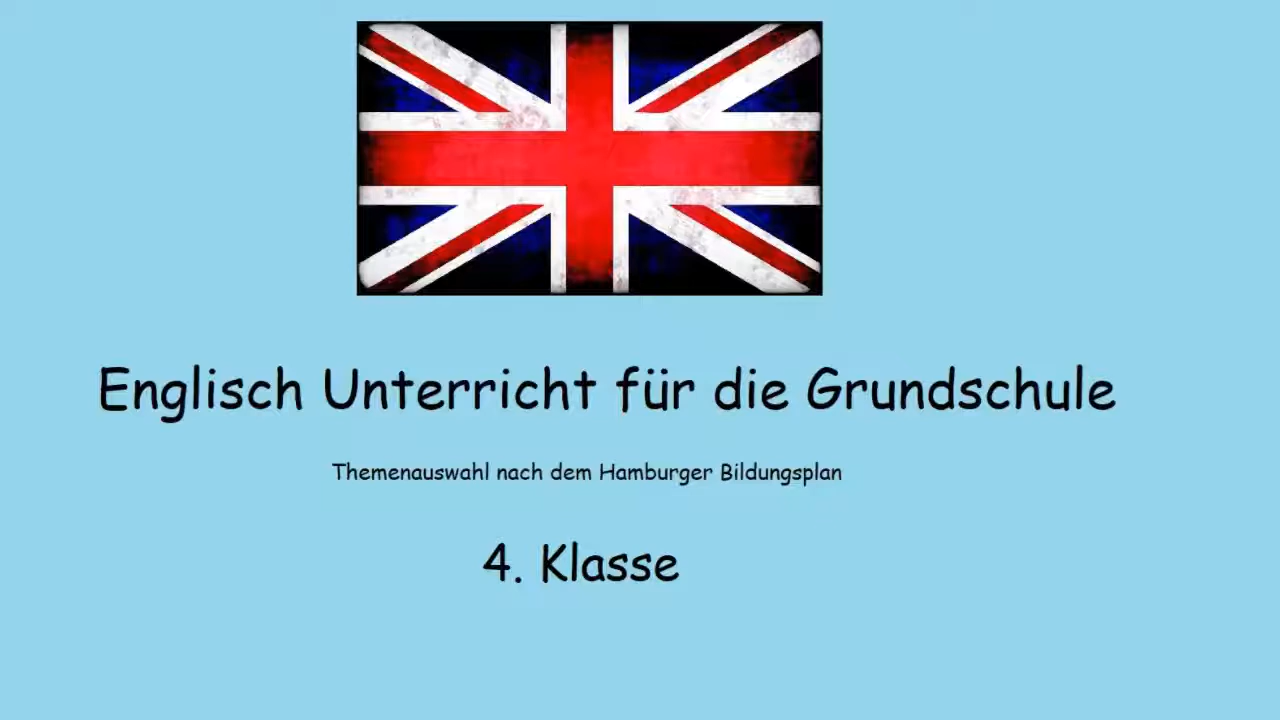 Englisch Unterricht für die Grundschule
Themenauswahl nach dem Hamburger Bildungsplan
4. Klasse